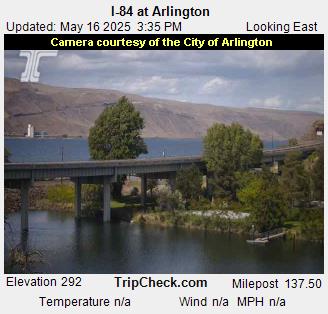 I-84 at Arlington
Updated: May 16 2025 3:35 PM Looking East
Camera courtesy of the City of Arlington
Elevation 292 TripCheck.com Milepost 137.50
Temperature n/a Wind n/a MPH n/a